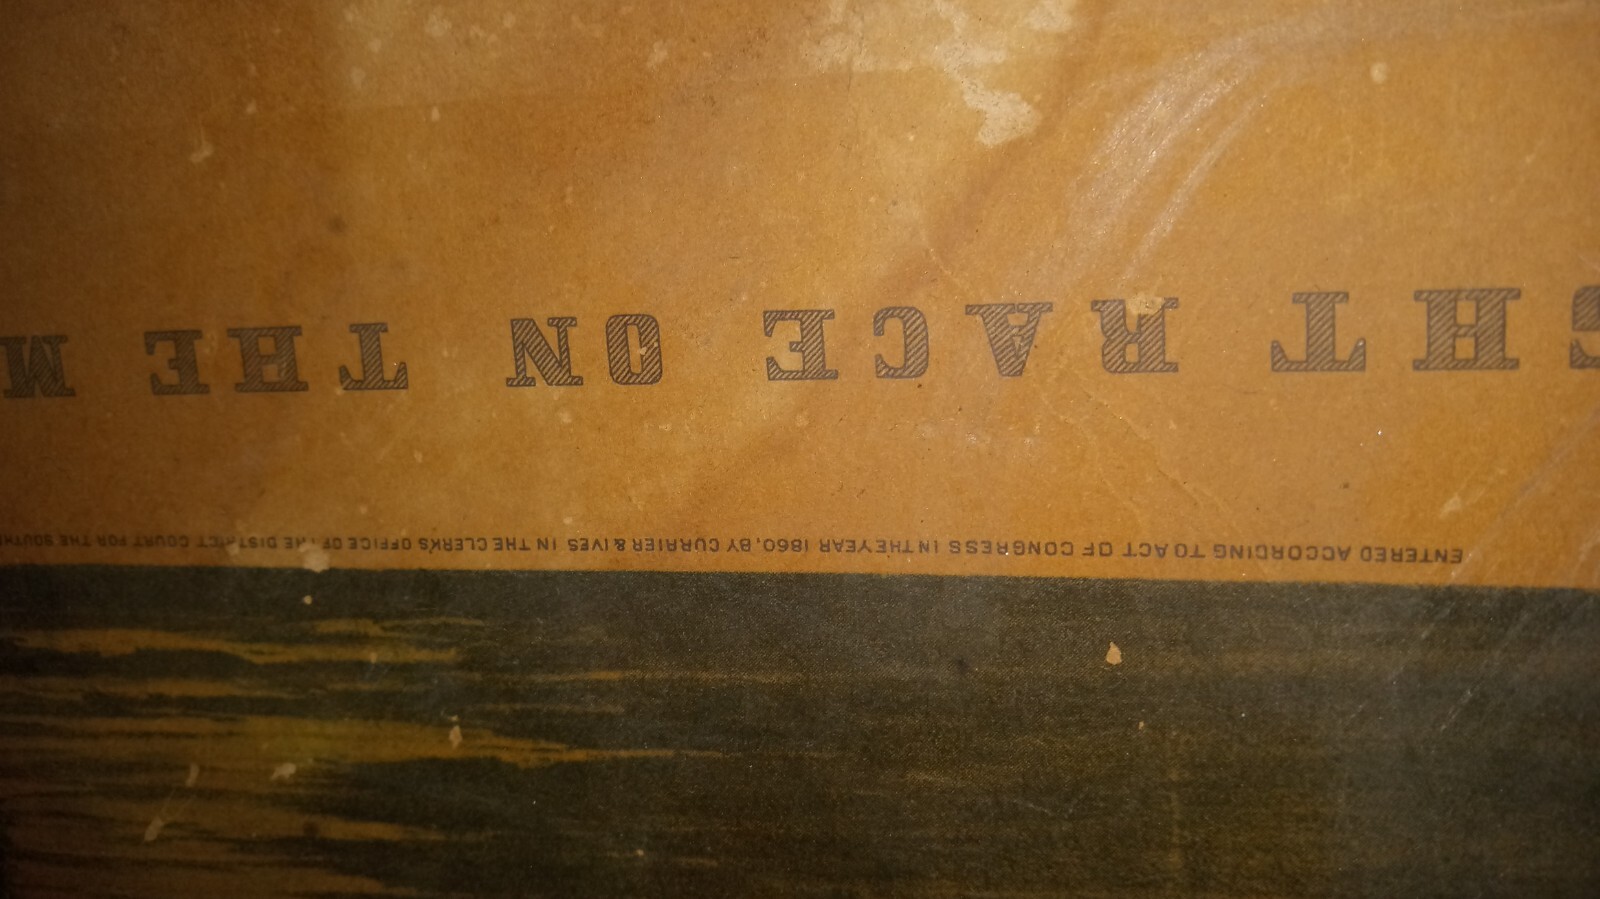 ENTERED ACCORDING TO ACT OF CONGRESS IN THE YEAR 1860, BY CURRIER & IVES IN THE CLERKS OFFICE OF THE DISTRICT COURT FOR THE SOUTH
GHT RACE ON THE M